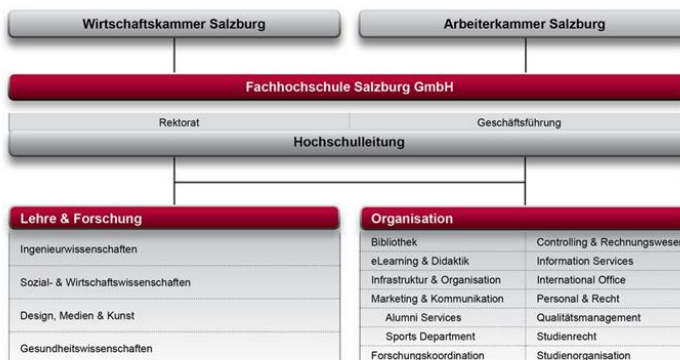 Wirtschaftskammer Salzburg
Arbeiterkammer Salzburg
Fachhochschule Salzburg GmbH
Rektorat
Geschäftsführung
Hochschulleitung
Lehre & Forschung
Ingenieurwissenschaften
Sozial- & Wirtschaftswissenschaften
Design, Medien & Kunst
Gesundheitswissenschaften
Organisation
Bibliothek
Controlling & Rechnungswesen
eLearning & Didaktik
Information Services
Infrastruktur & Organisation
International Office
Marketing & Kommunikation
Personal & Recht
Alumni Services
Qualitätsmanagement
Sports Department
Studienrecht
Forschungskoordination
Studienorganisation